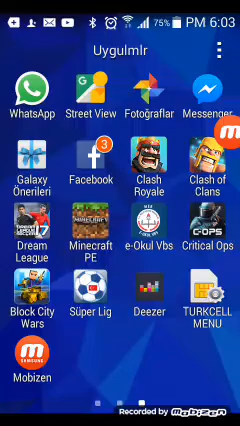 75% PM 6:03
Uygulmlr
WhatsApp Street View Fotoğraflar Messenger
Galaxy Önerileri
3
Facebook
Clash Royale
Clash of Clans
Dream League
Minecraft PE
e-Okul Vbs
Critical Ops
Block City Wars
Süper Lig
Deezer
TURKCELL MENU
Mobizen
Recorded by mobizen